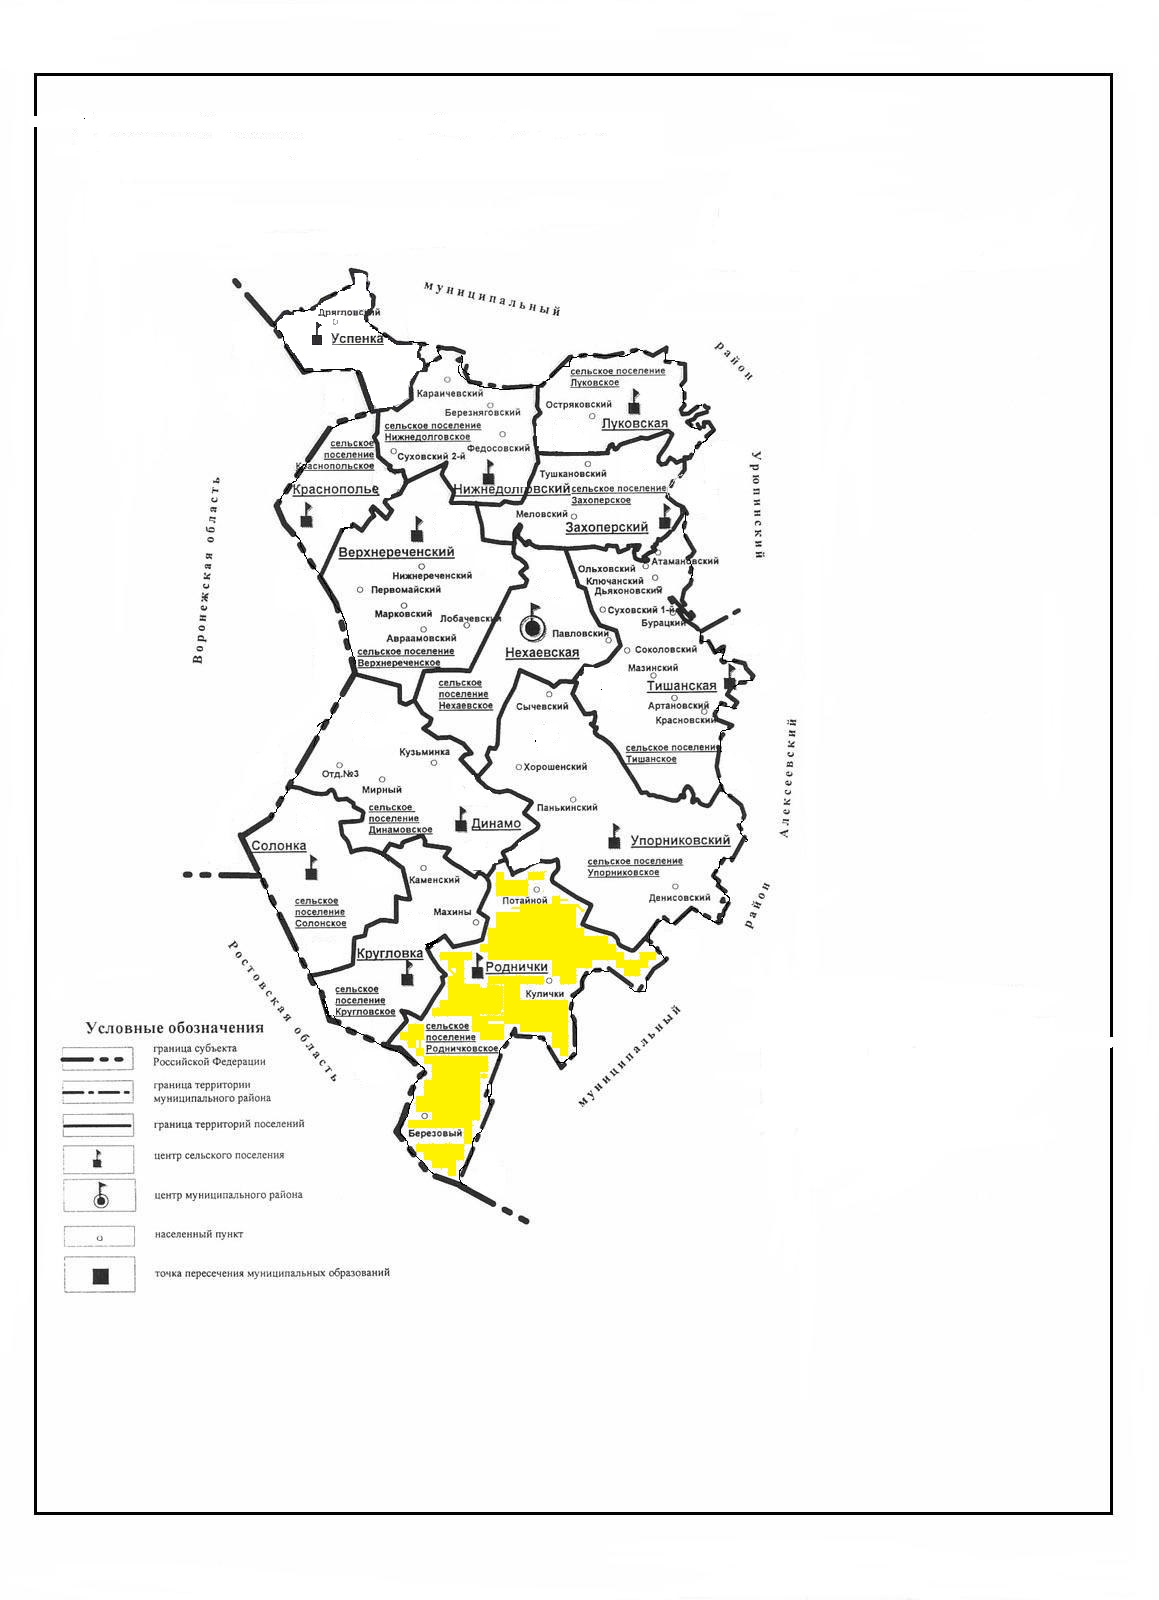 муниципальный
район
Дрягловский
Успенка
сельское поселение
Луковское
Караичевский
Березняговский
Остряковский
Луковская
сельское поселение
Нижнедолговское
сельское
поселение
Краснопольское
Федосовский
Суховский 2-й
Тушкановский
Краснополье
Нижнедолговский
сельское поселение
Захоперское
Меловский
Захоперский
Урюпинский
Воронежская область
Верхнереченский
Атамановский
Ольховский
Нижнереченский
Ключанский
Первомайский
Дьяконовский
Марковский
Суховский 1-й
Лобачевский
Бурацкий
Авраамовский
Павловский
сельское поселение
Верхнереченское
Нехаевская
Соколовский
Мазинский
Тишанская
сельское
поселение
Нехаевское
Сычевский
Артановский
Красновский
сельское поселение
Тишанское
Кузьминка
Отд.№3
Мирный
Хорошенский
Алексеевский
сельское
поселение
Динамовское
Динамо
Панькинский
Солонка
Упорниковский
сельское поселение
Упорниковское
Каменский
Потайной
Денисовский
район
сельское
поселение
Солонское
Махины
Кругловка
Роднички
Кулички
сельское
поселение
Кругловское
Ростовская область
муниципальный
сельское
поселение
Родничковское
Березовый
Условные обозначения
граница субъекта
Российской Федерации
граница территории
муниципального района
граница территорий поселений
центр сельского поселения
центр муниципального района
населенный пункт
точка пересечения муниципальных образований